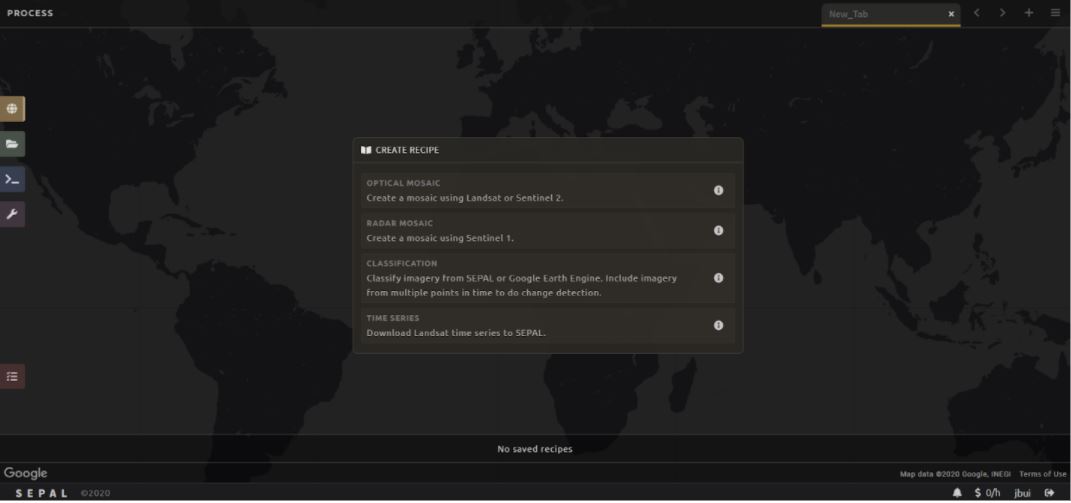 PROCESS
New_Tab
CREATE RECIPE
OPTICAL MOSAIC
Create a mosaic using Landsat or Sentinel 2.
RADAR MOSAIC
Create a mosaic using Sentinel 1.
CLASSIFICATION
Classify imagery from SEPAL or Google Earth Engine. Include imagery
from multiple points in time to do change detection.
TIME SERIES
Download Landsat time series to SEPAL.
No saved recipes
Google
Map data ©2020 Google, INEGI Terms of Use
SEPAL ©2020
$ 0/h jbui